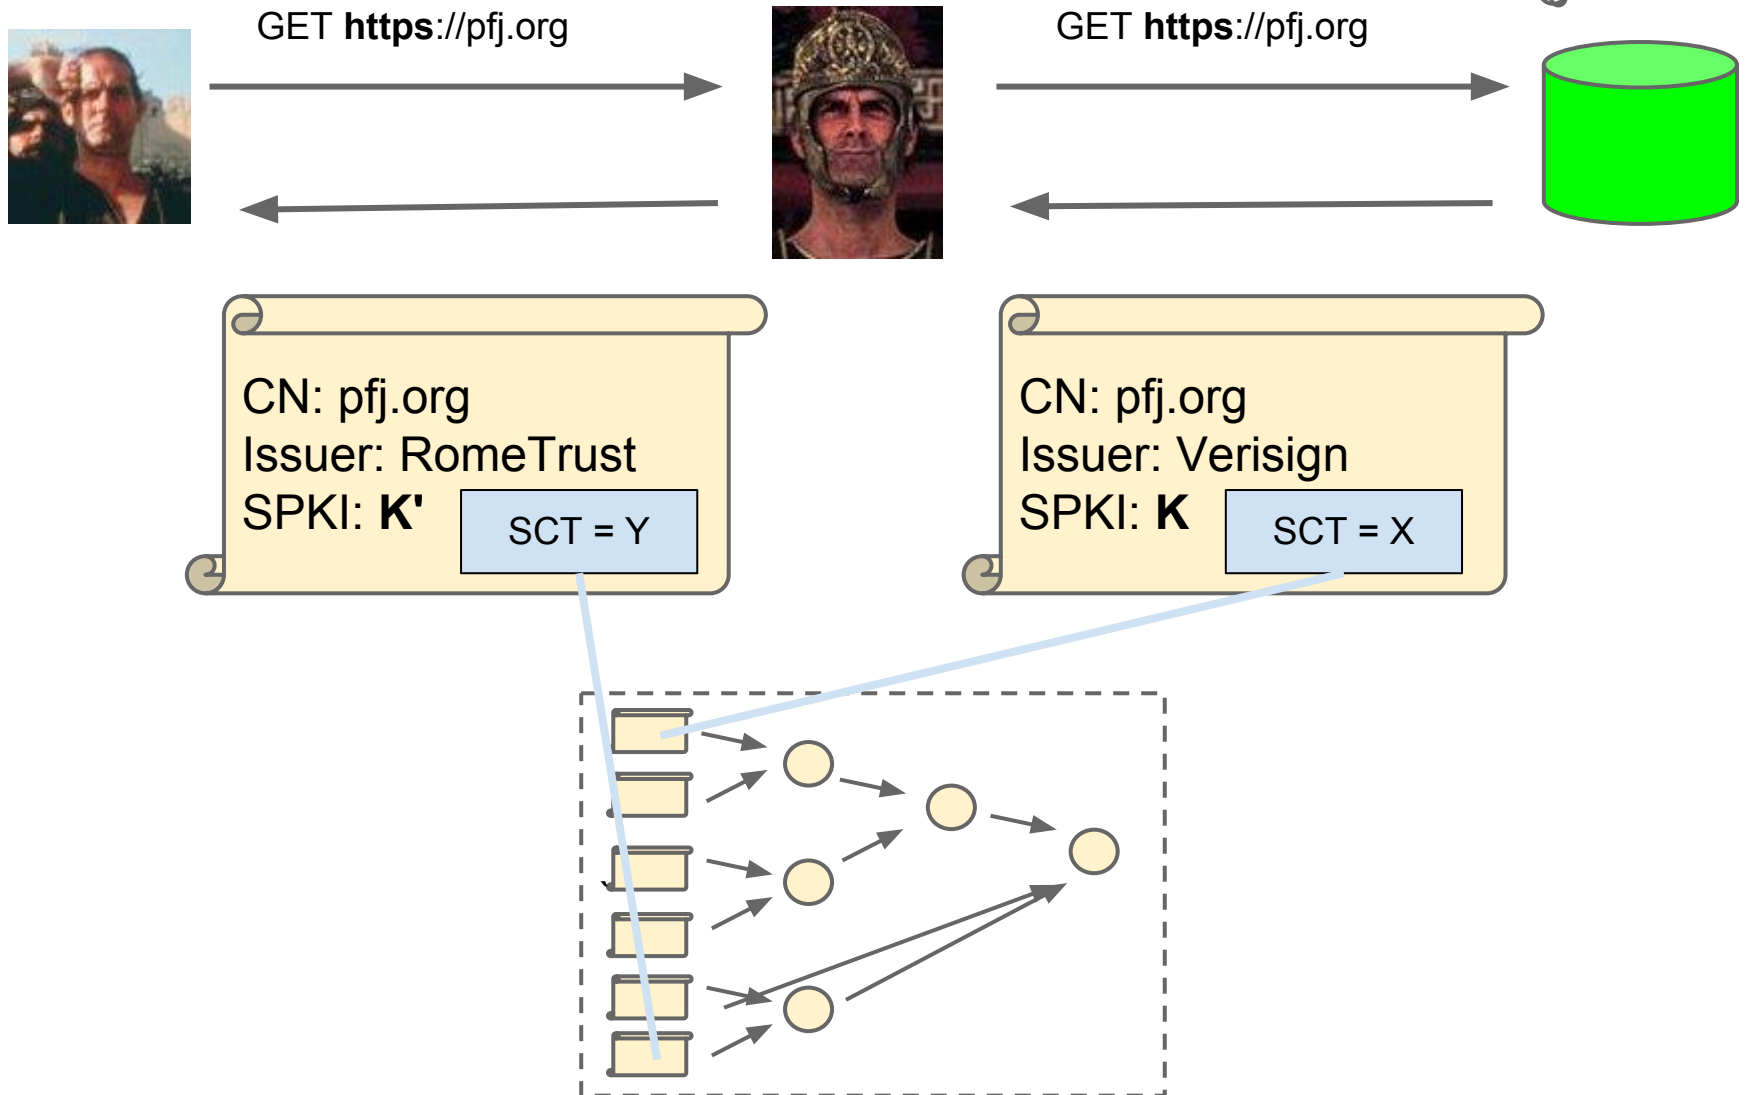 GET https://pfj.org
GET https://pfj.org
CN: pfj.org
Issuer: RomeTrust
SPKI: K'
SCT = Y
CN: pfj.org
Issuer: Verisign
SPKI: K
SCT = X
`